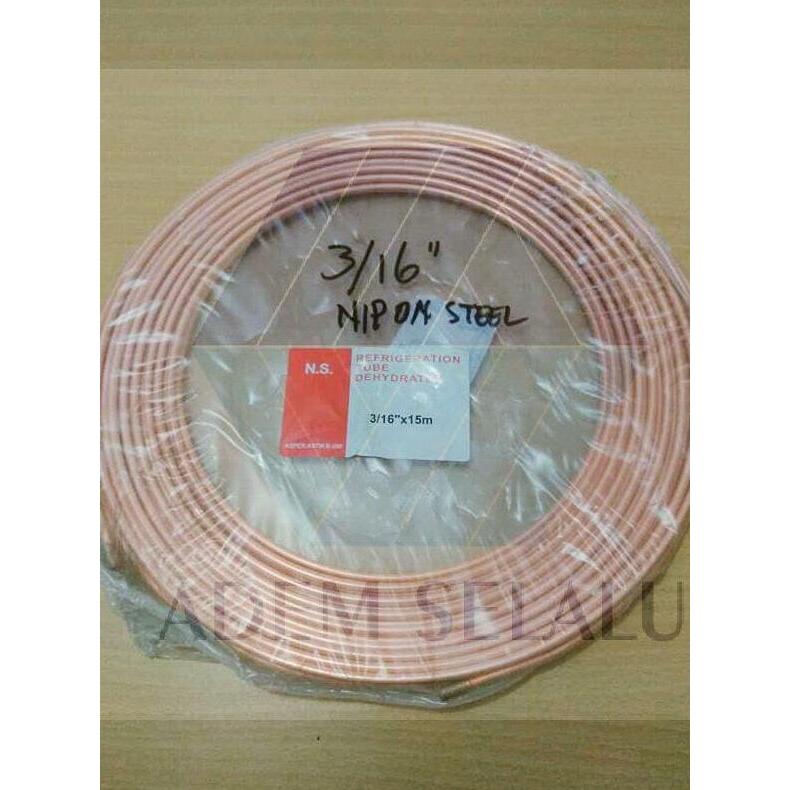 3/16"
NIPON STEEL
N.S.
REFRIGERATION
TUBE
DEHYDRATED
3/16"x15m
ADEM SELALU